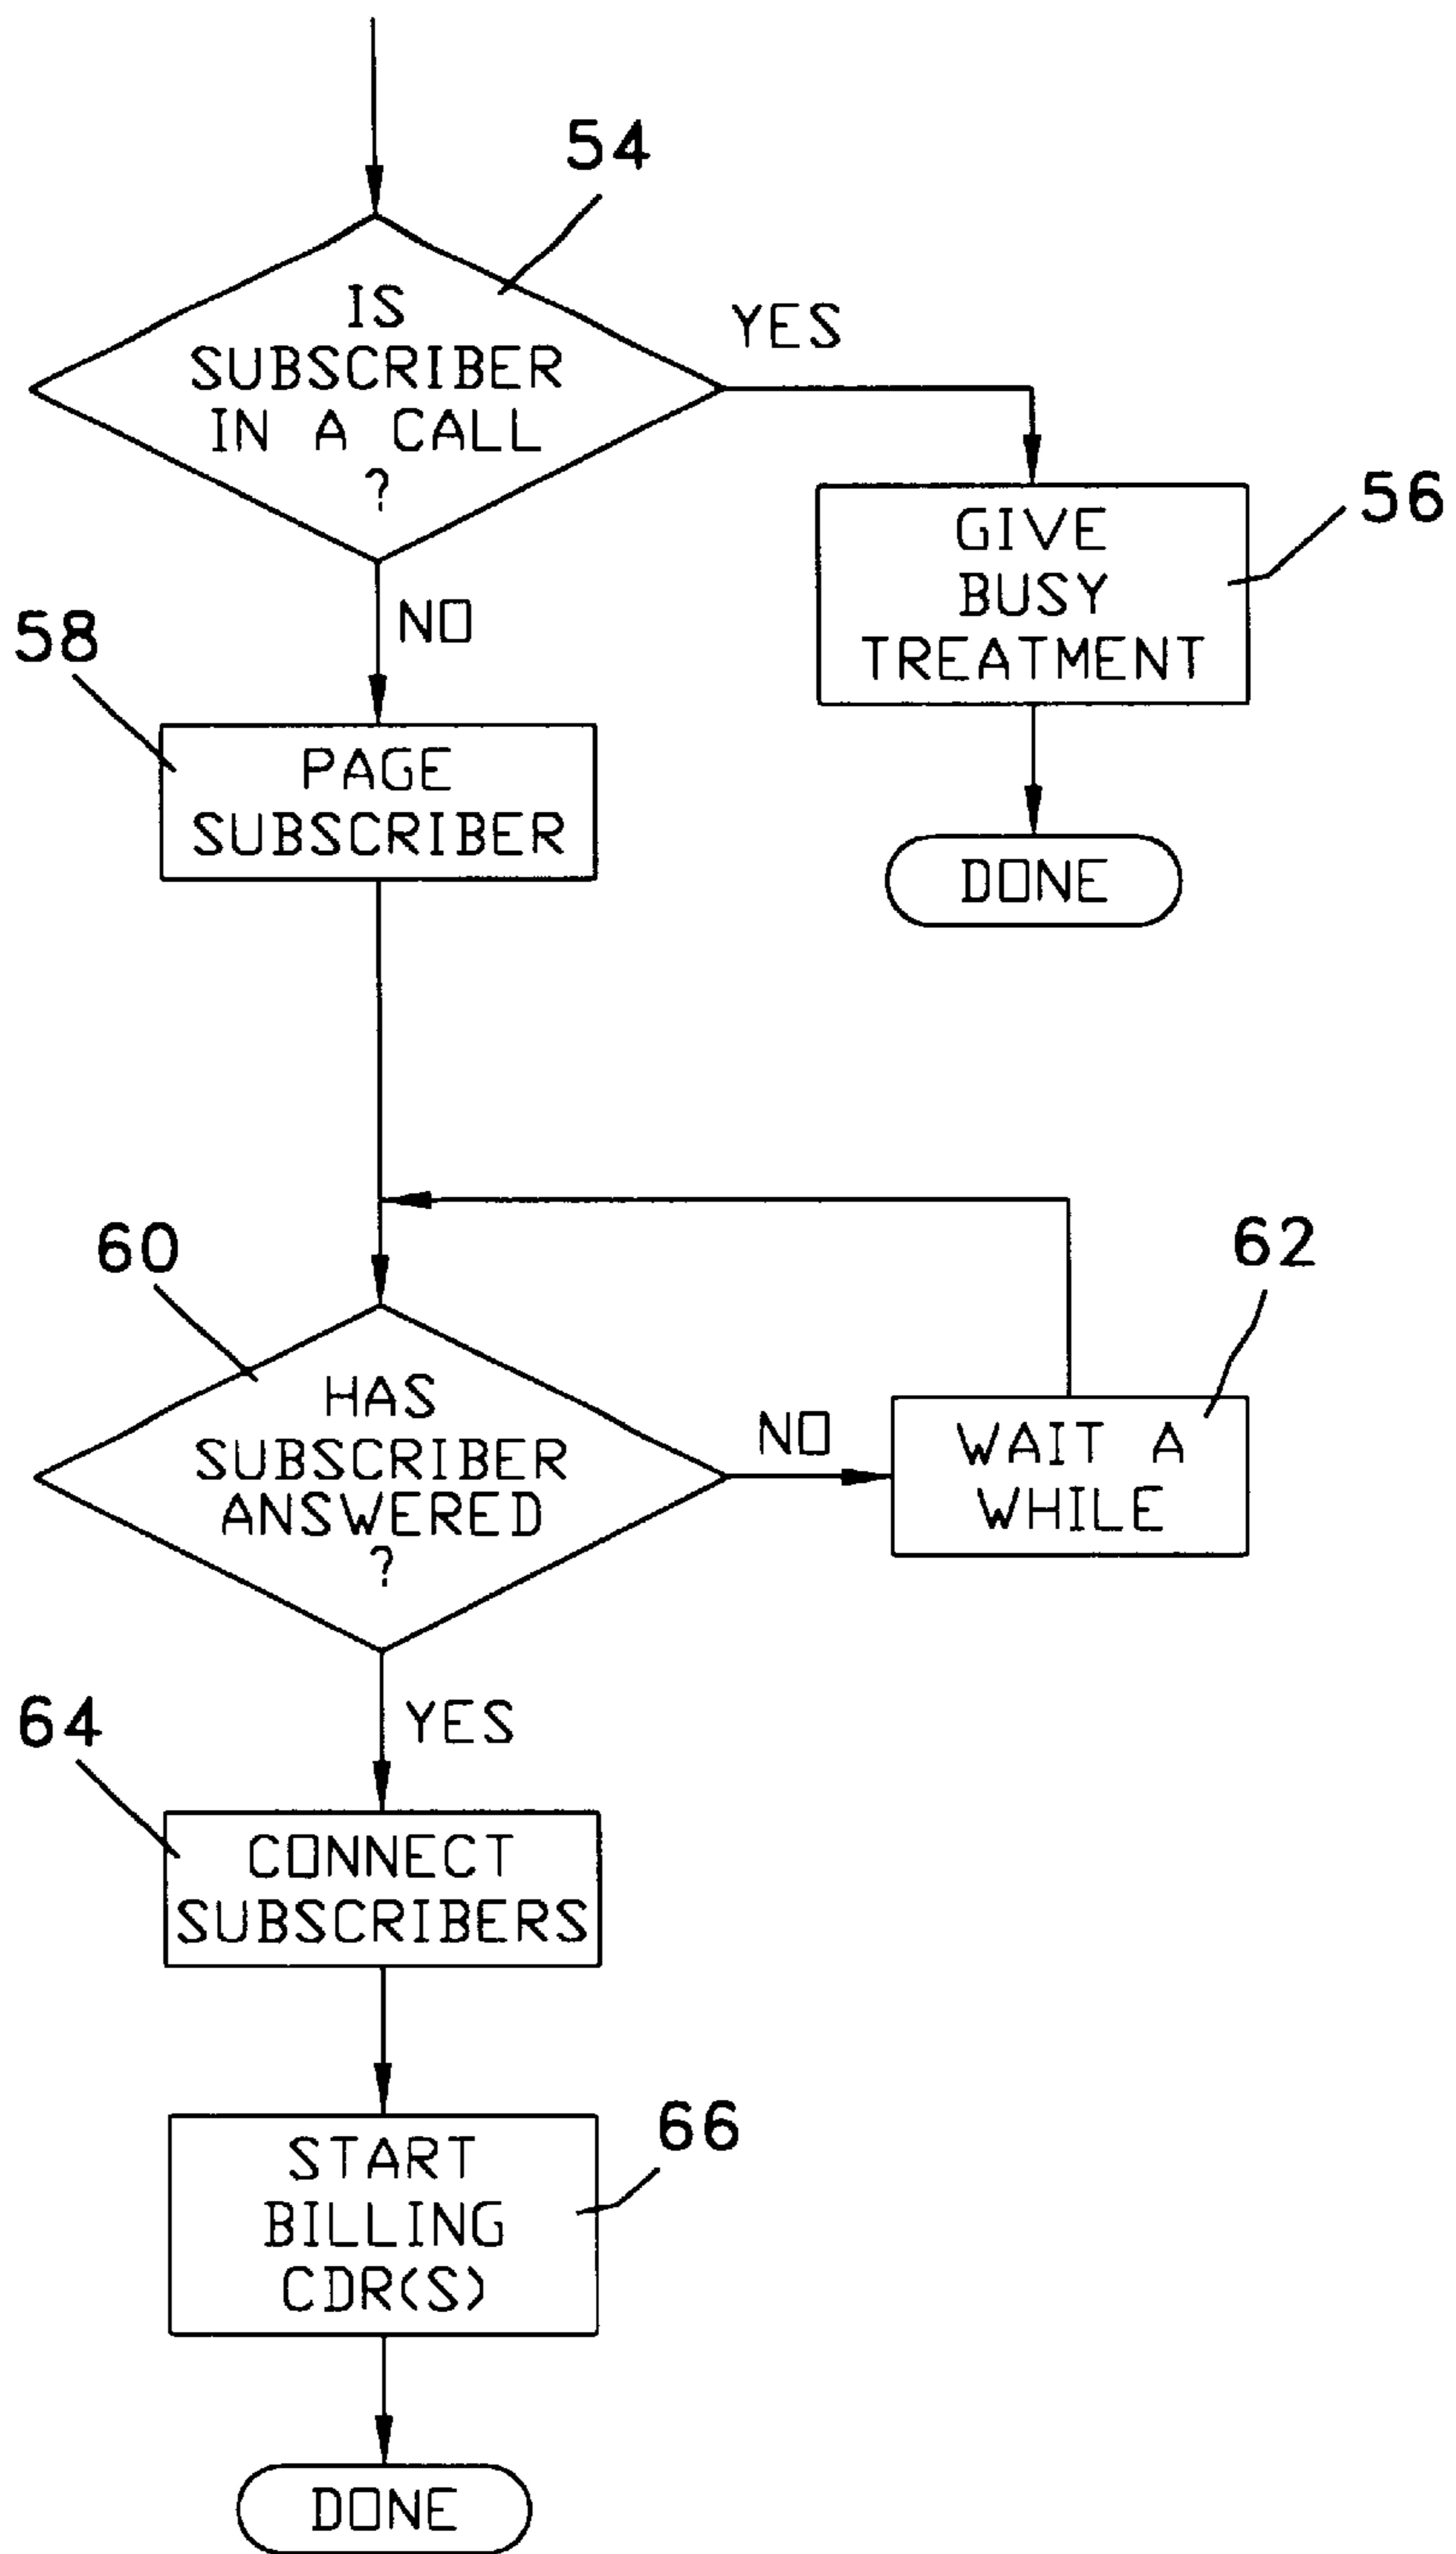 54
IS
SUBSCRIBER
IN A CALL
?
YES
56
GIVE
BUSY
TREATMENT
NO
58
PAGE
SUBSCRIBER
DONE
60
62
HAS
SUBSCRIBER
ANSWERED
?
NO
WAIT A
WHILE
YES
64
CONNECT
SUBSCRIBERS
66
START
BILLING
CDR(S)
DONE